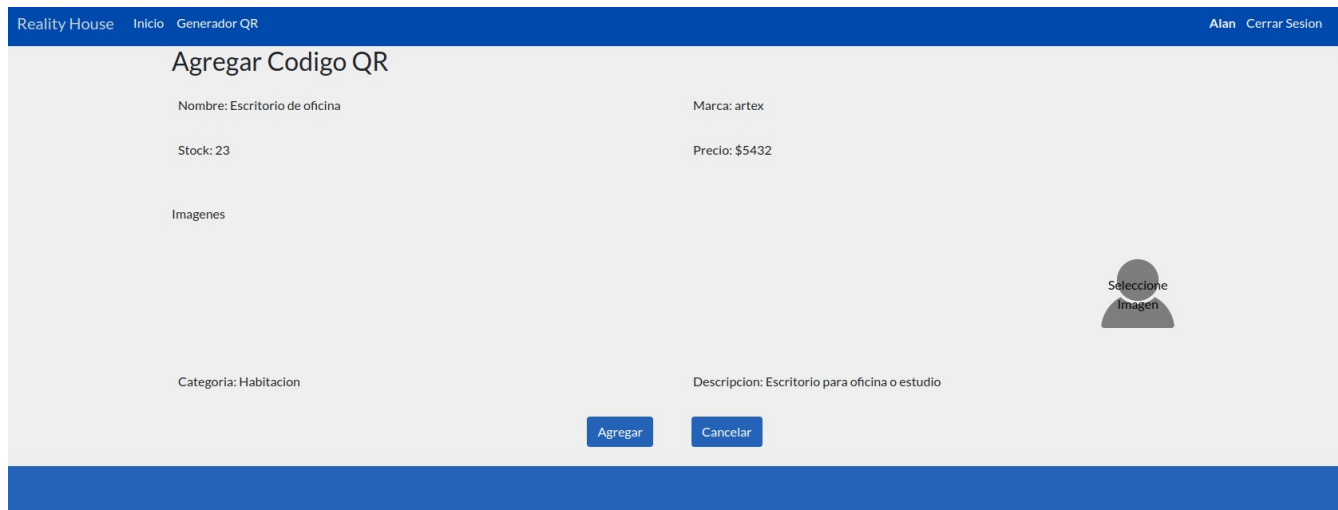 Reality House Inicio Generador QR Alan Cerrar Sesion
Agregar Codigo QR
Nombre: Escritorio de oficina Marca: artex
Stock: 23 Precio: $5432
Imagenes
Seleccione
Imagen
Categoria: Habitacion Descripcion: Escritorio para oficina o estudio
Agregar Cancelar